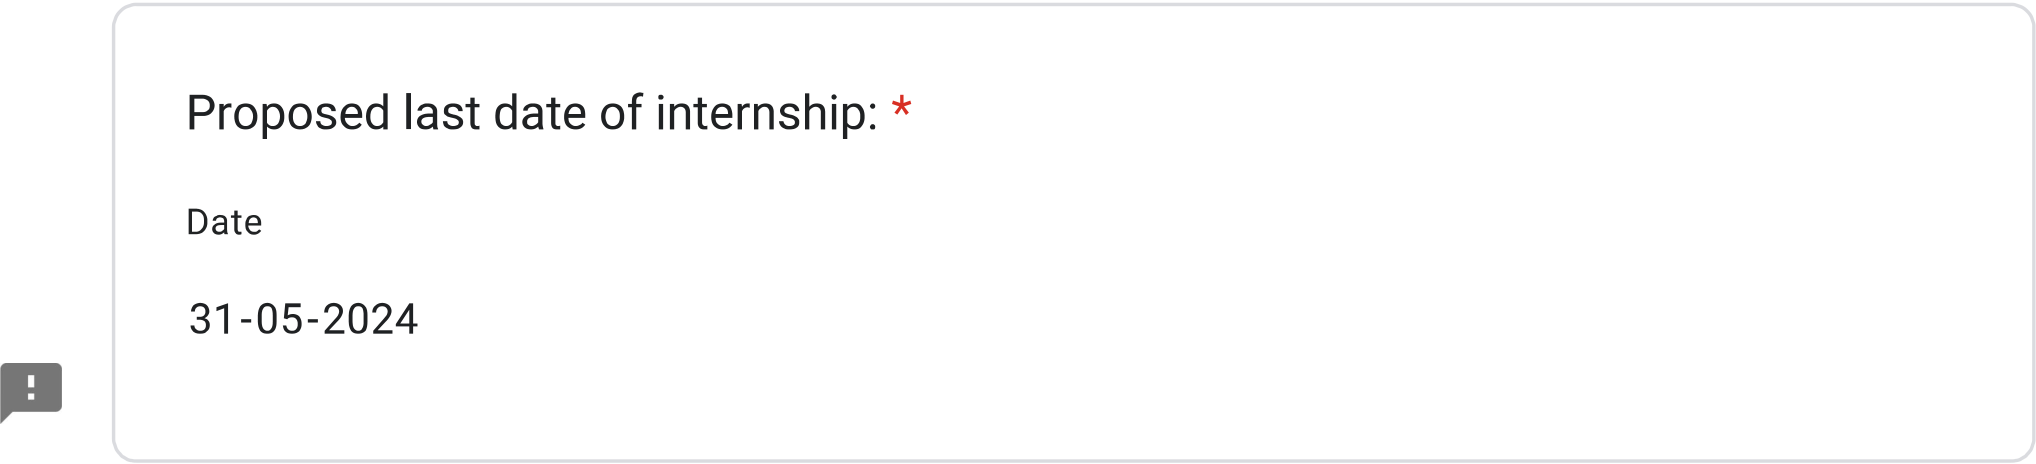 Proposed last date of internship: *
Date
31-05-2024